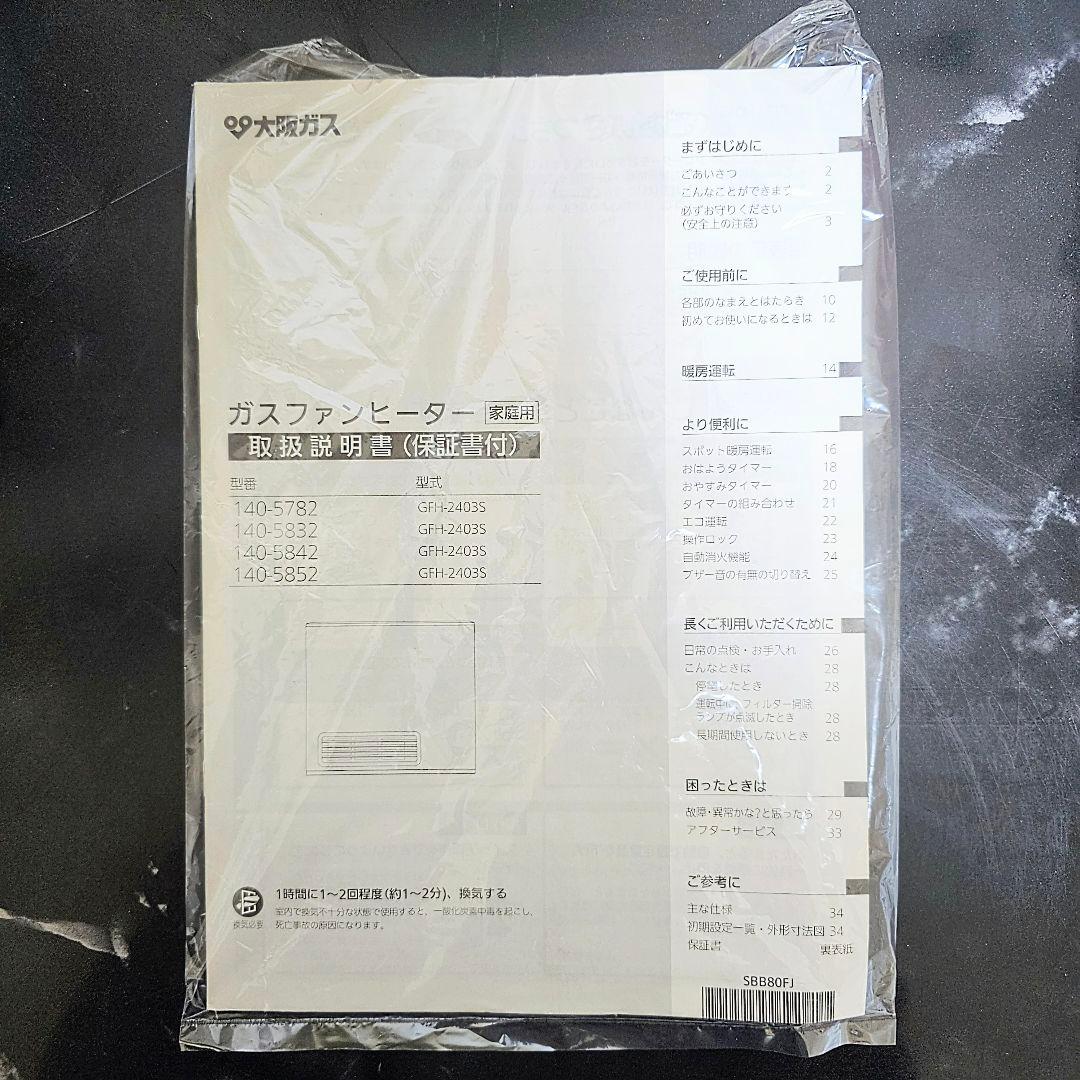 大阪ガス
ガスファンヒーター 家庭用
取扱説明書(保証書付)
型番 型式
140-5782 GFH-2403S
140-5832 GFH-2403S
140-5842 GFH-2403S
140-5852 GFH-2403S
換気必要
1時間に1～2回程度(約1～2分)、換気する
室内で換気不十分な状態で使用すると、一酸化炭素中毒を起こし、
死亡事故の原因になります。
まずはじめに
ごあいさつ 2
こんなことができます 2
必ずお守りください
(安全上の注意) 3
ご使用前に
各部のなまえとはたらき 10
初めてお使いになるときは 12
暖房運転 14
より便利に
スポット暖房運転 16
おはようタイマー 18
おやすみタイマー 20
タイマーの組み合わせ 21
エコ運転 22
操作ロック 23
自動消火機能 24
ブザー音の有無の切り替え 25
長くご利用いただくために
日常の点検・お手入れ 26
こんなときは 28
停電したとき 28
運転中に、フィルター掃除
ランプが点滅したとき 28
長期間使用しないとき 28
困ったときは
故障・異常かな?と思ったら 29
アフターサービス 33
ご参考に
主な仕様 34
初期設定一覧・外形寸法図 34
保証書 裏表紙
SBB80FJ